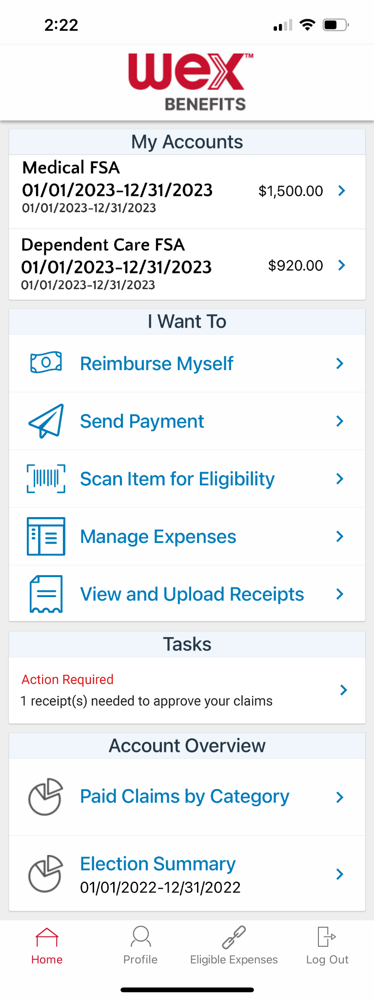 2:22
wex™
BENEFITS
My Accounts
Medical FSA
01/01/2023-12/31/2023
$1,500.00
01/01/2023-12/31/2023
Dependent Care FSA
01/01/2023-12/31/2023
$920.00
01/01/2023-12/31/2023
I Want To
Reimburse Myself
Send Payment
Scan Item for Eligibility
Manage Expenses
View and Upload Receipts
Tasks
Action Required
1 receipt(s) needed to approve your claims
Account Overview
Paid Claims by Category
Election Summary
01/01/2022-12/31/2022
Home Profile Eligible Expenses Log Out